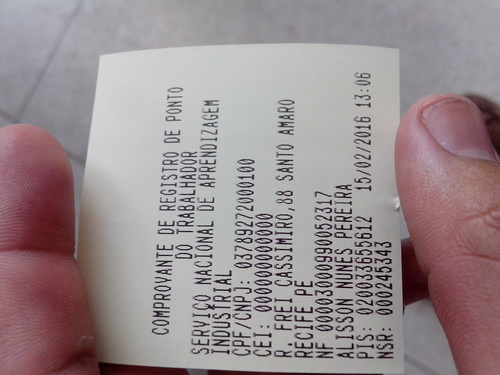 COMPROVANTE DE REGISTRO DE PONTO
DO TRABALHADOR
SERVIÇO NACIONAL DE APRENDIZAGEM
INDUSTRIAL
CPF/CNPJ: 03789272000100
CEI: 000000000000
R. FREI CASSIMIRO,88 SANTO AMARO
RECIFE PE
NF 00003000990052317
ALISSON NUNES PEREIRA
PIS: 020033655612 15/02/2016 13:06
NSR: 000245343